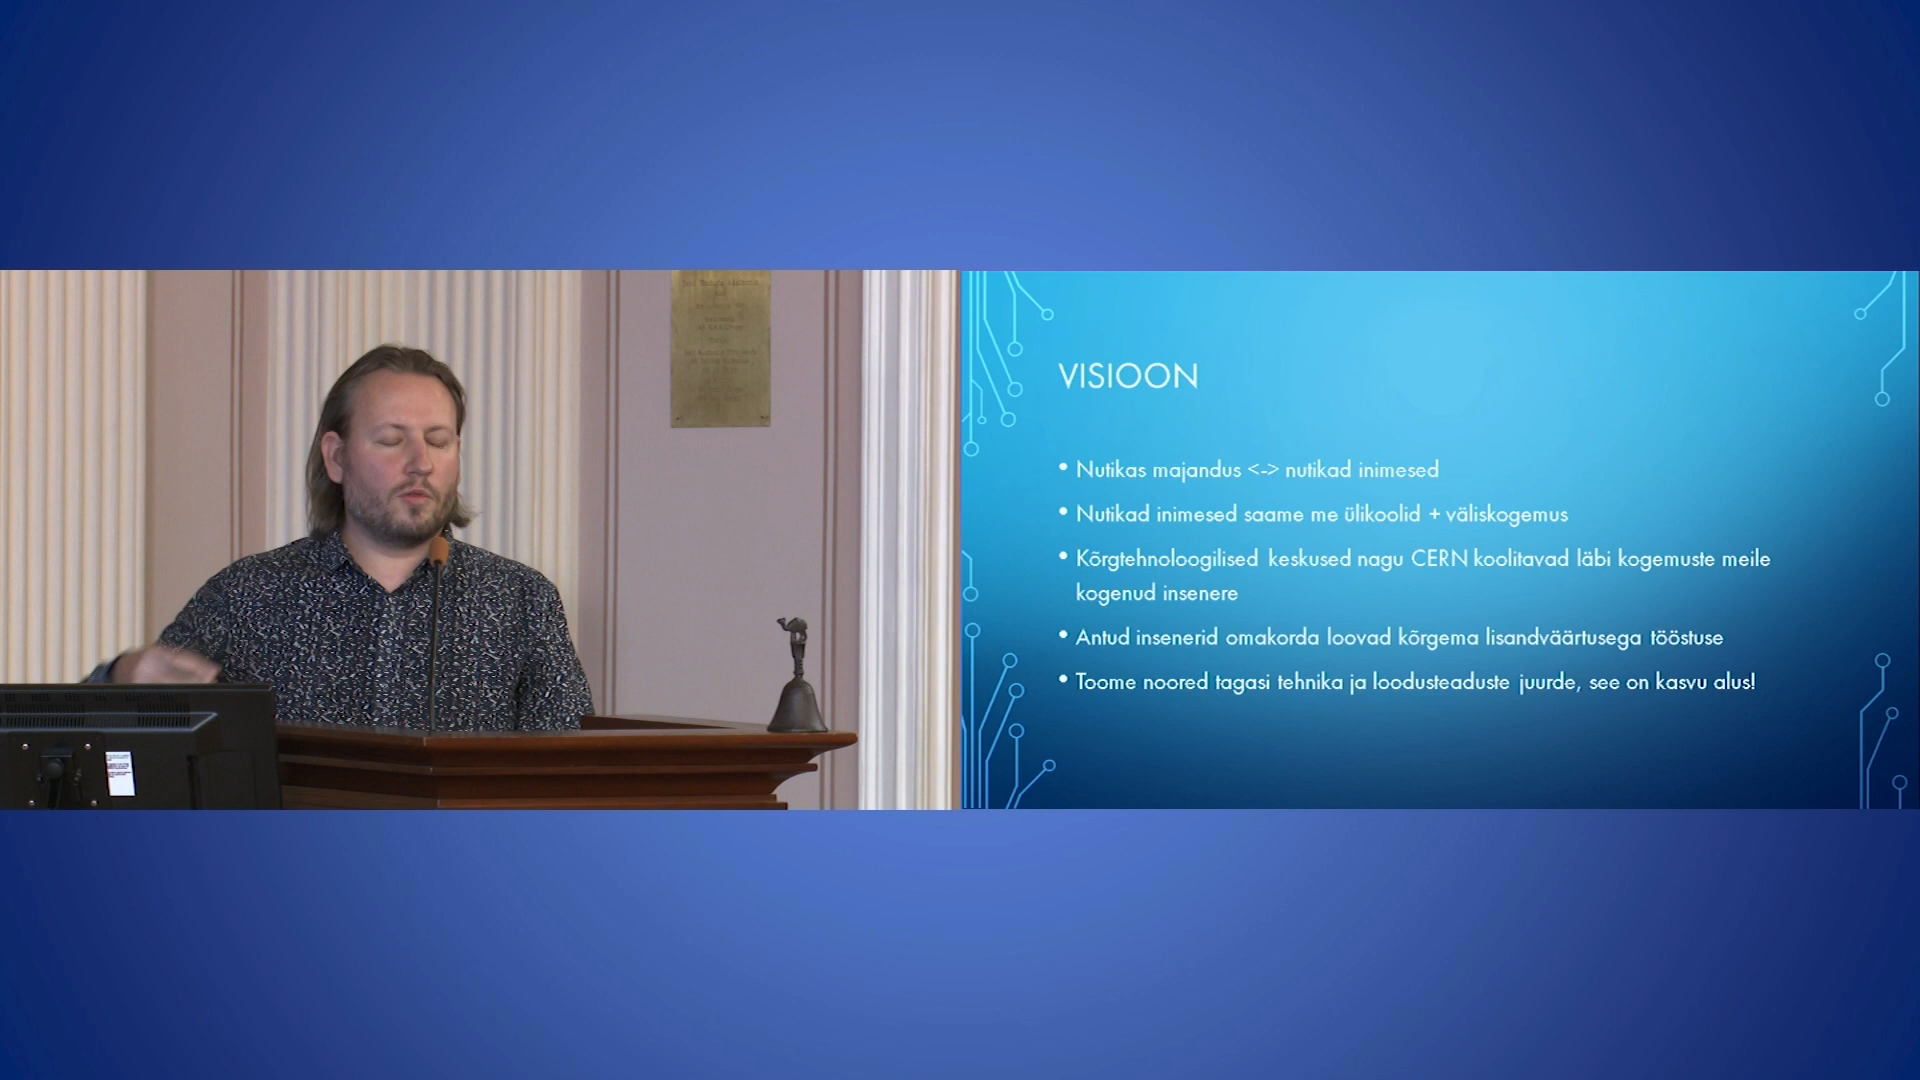 VISIOON
• Nutikas majandus <-> nutikad inimesed
• Nutikad inimesed saame me ülikoolid + väliskogemus
• Kõrgtehnoloogilised keskused nagu CERN koolitavad läbi kogemuste meile
kogenud insenere
• Antud insenerid omakorda loovad kõrgema lisandväärtusega tööstuse
• Toome noored tagasi tehnika ja loodusteaduste juurde, see on kasvu alus!